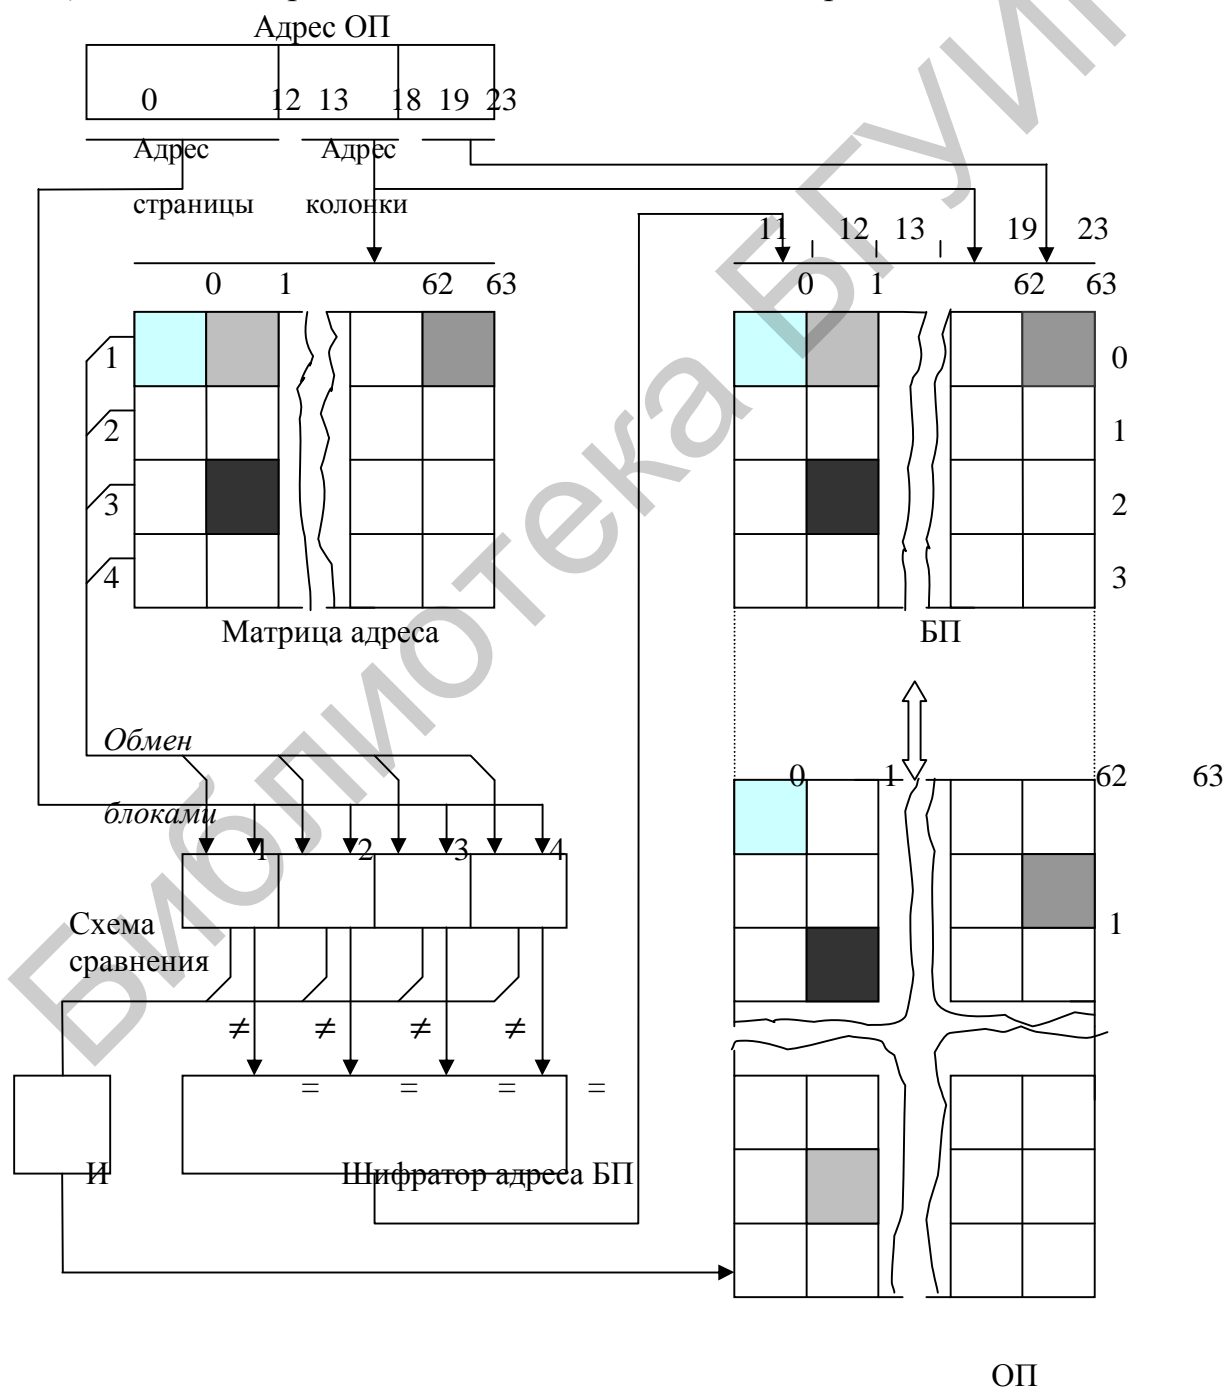 Адрес ОП
0 12 13 18 19 23
Адрес Адрес
страницы колонки
11 12 13 19 23
0 1 62 63
0 1 62 63
1
2
3
4
0
1
2
3
Матрица адреса
БП
Обмен
блоками
0 1 62 63
1 2 3 4
1
Схема
сравнения
≠ ≠ ≠ ≠
= = = =
И
Шифратор адреса БП
ОП
Библиотека БГУИ